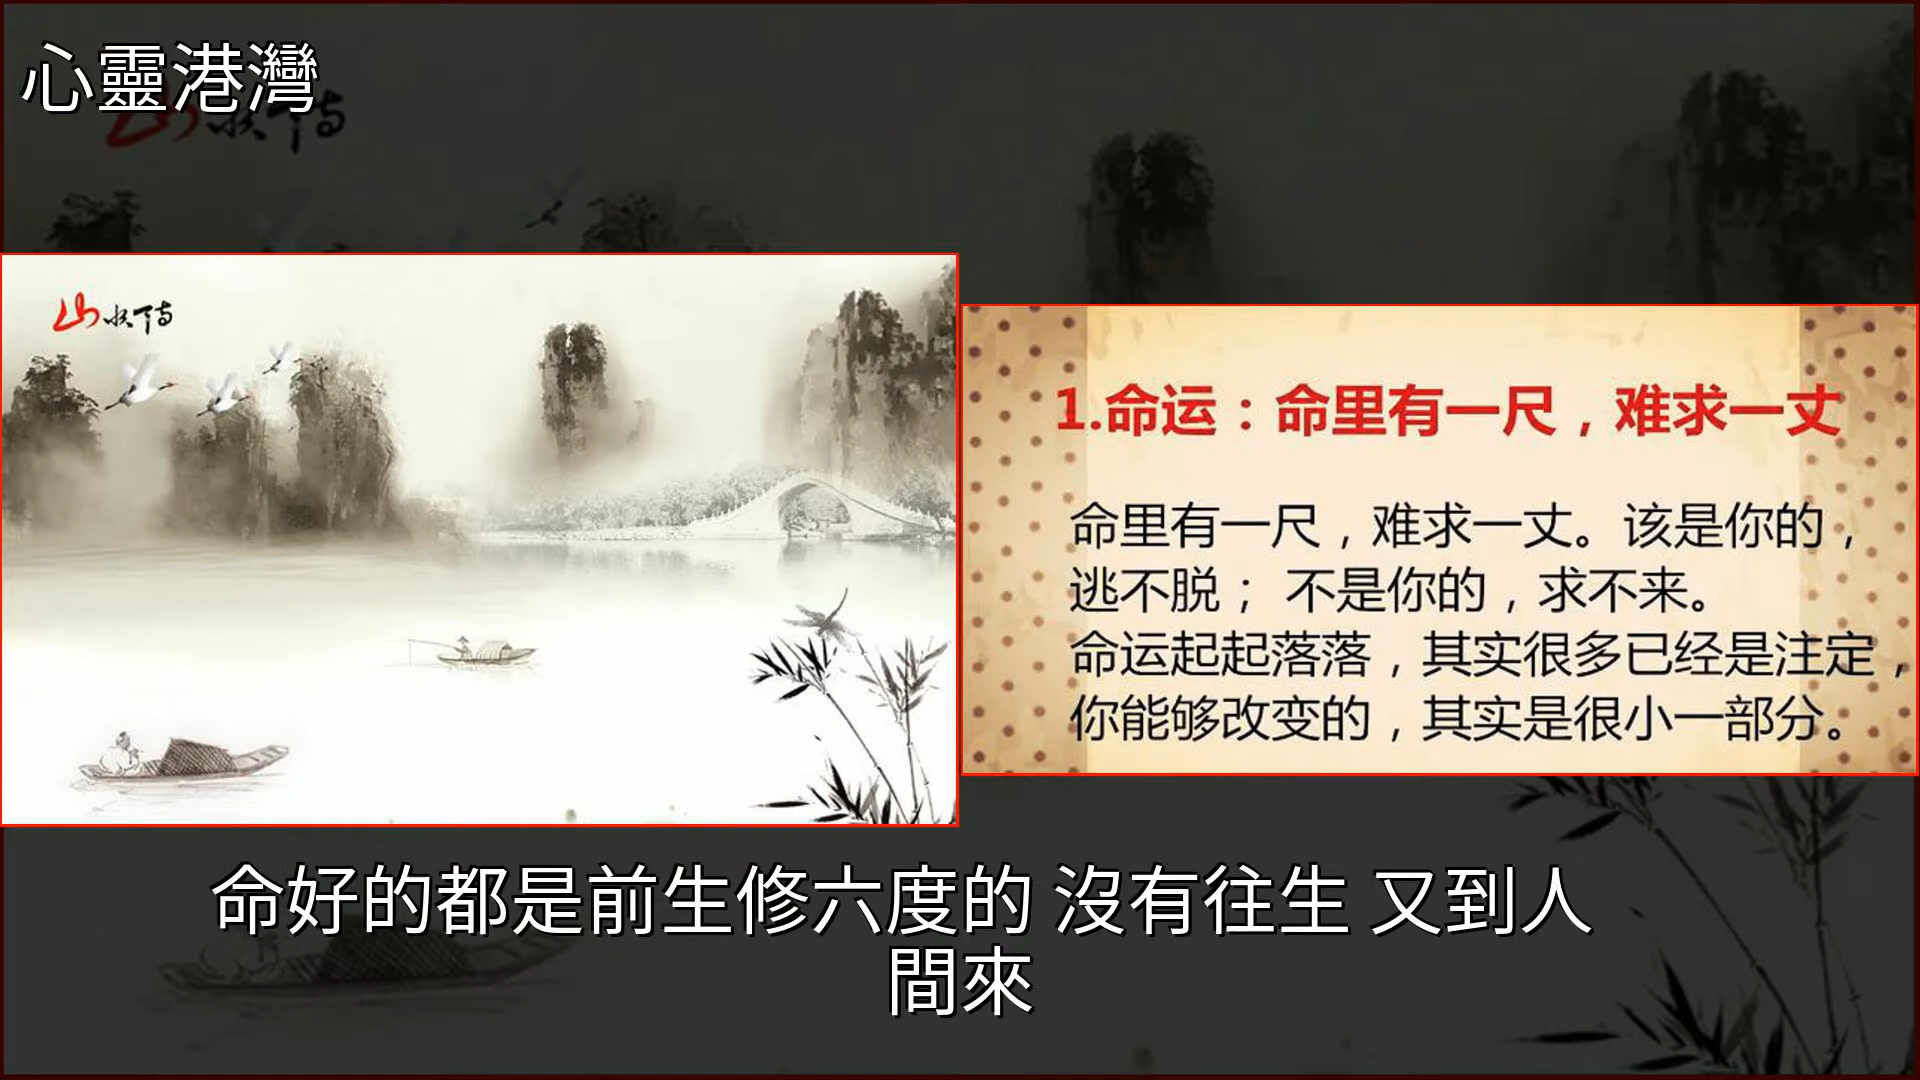 心靈港灣
山水情
1.命运：命里有一尺，难求一丈
命里有一尺，难求一丈。该是你的，
逃不脱； 不是你的，求不来。
命运起起落落，其实很多已经是注定，
你能够改变的，其实是很小一部分。
命好的都是前生修六度的 沒有往生 又到人
間來